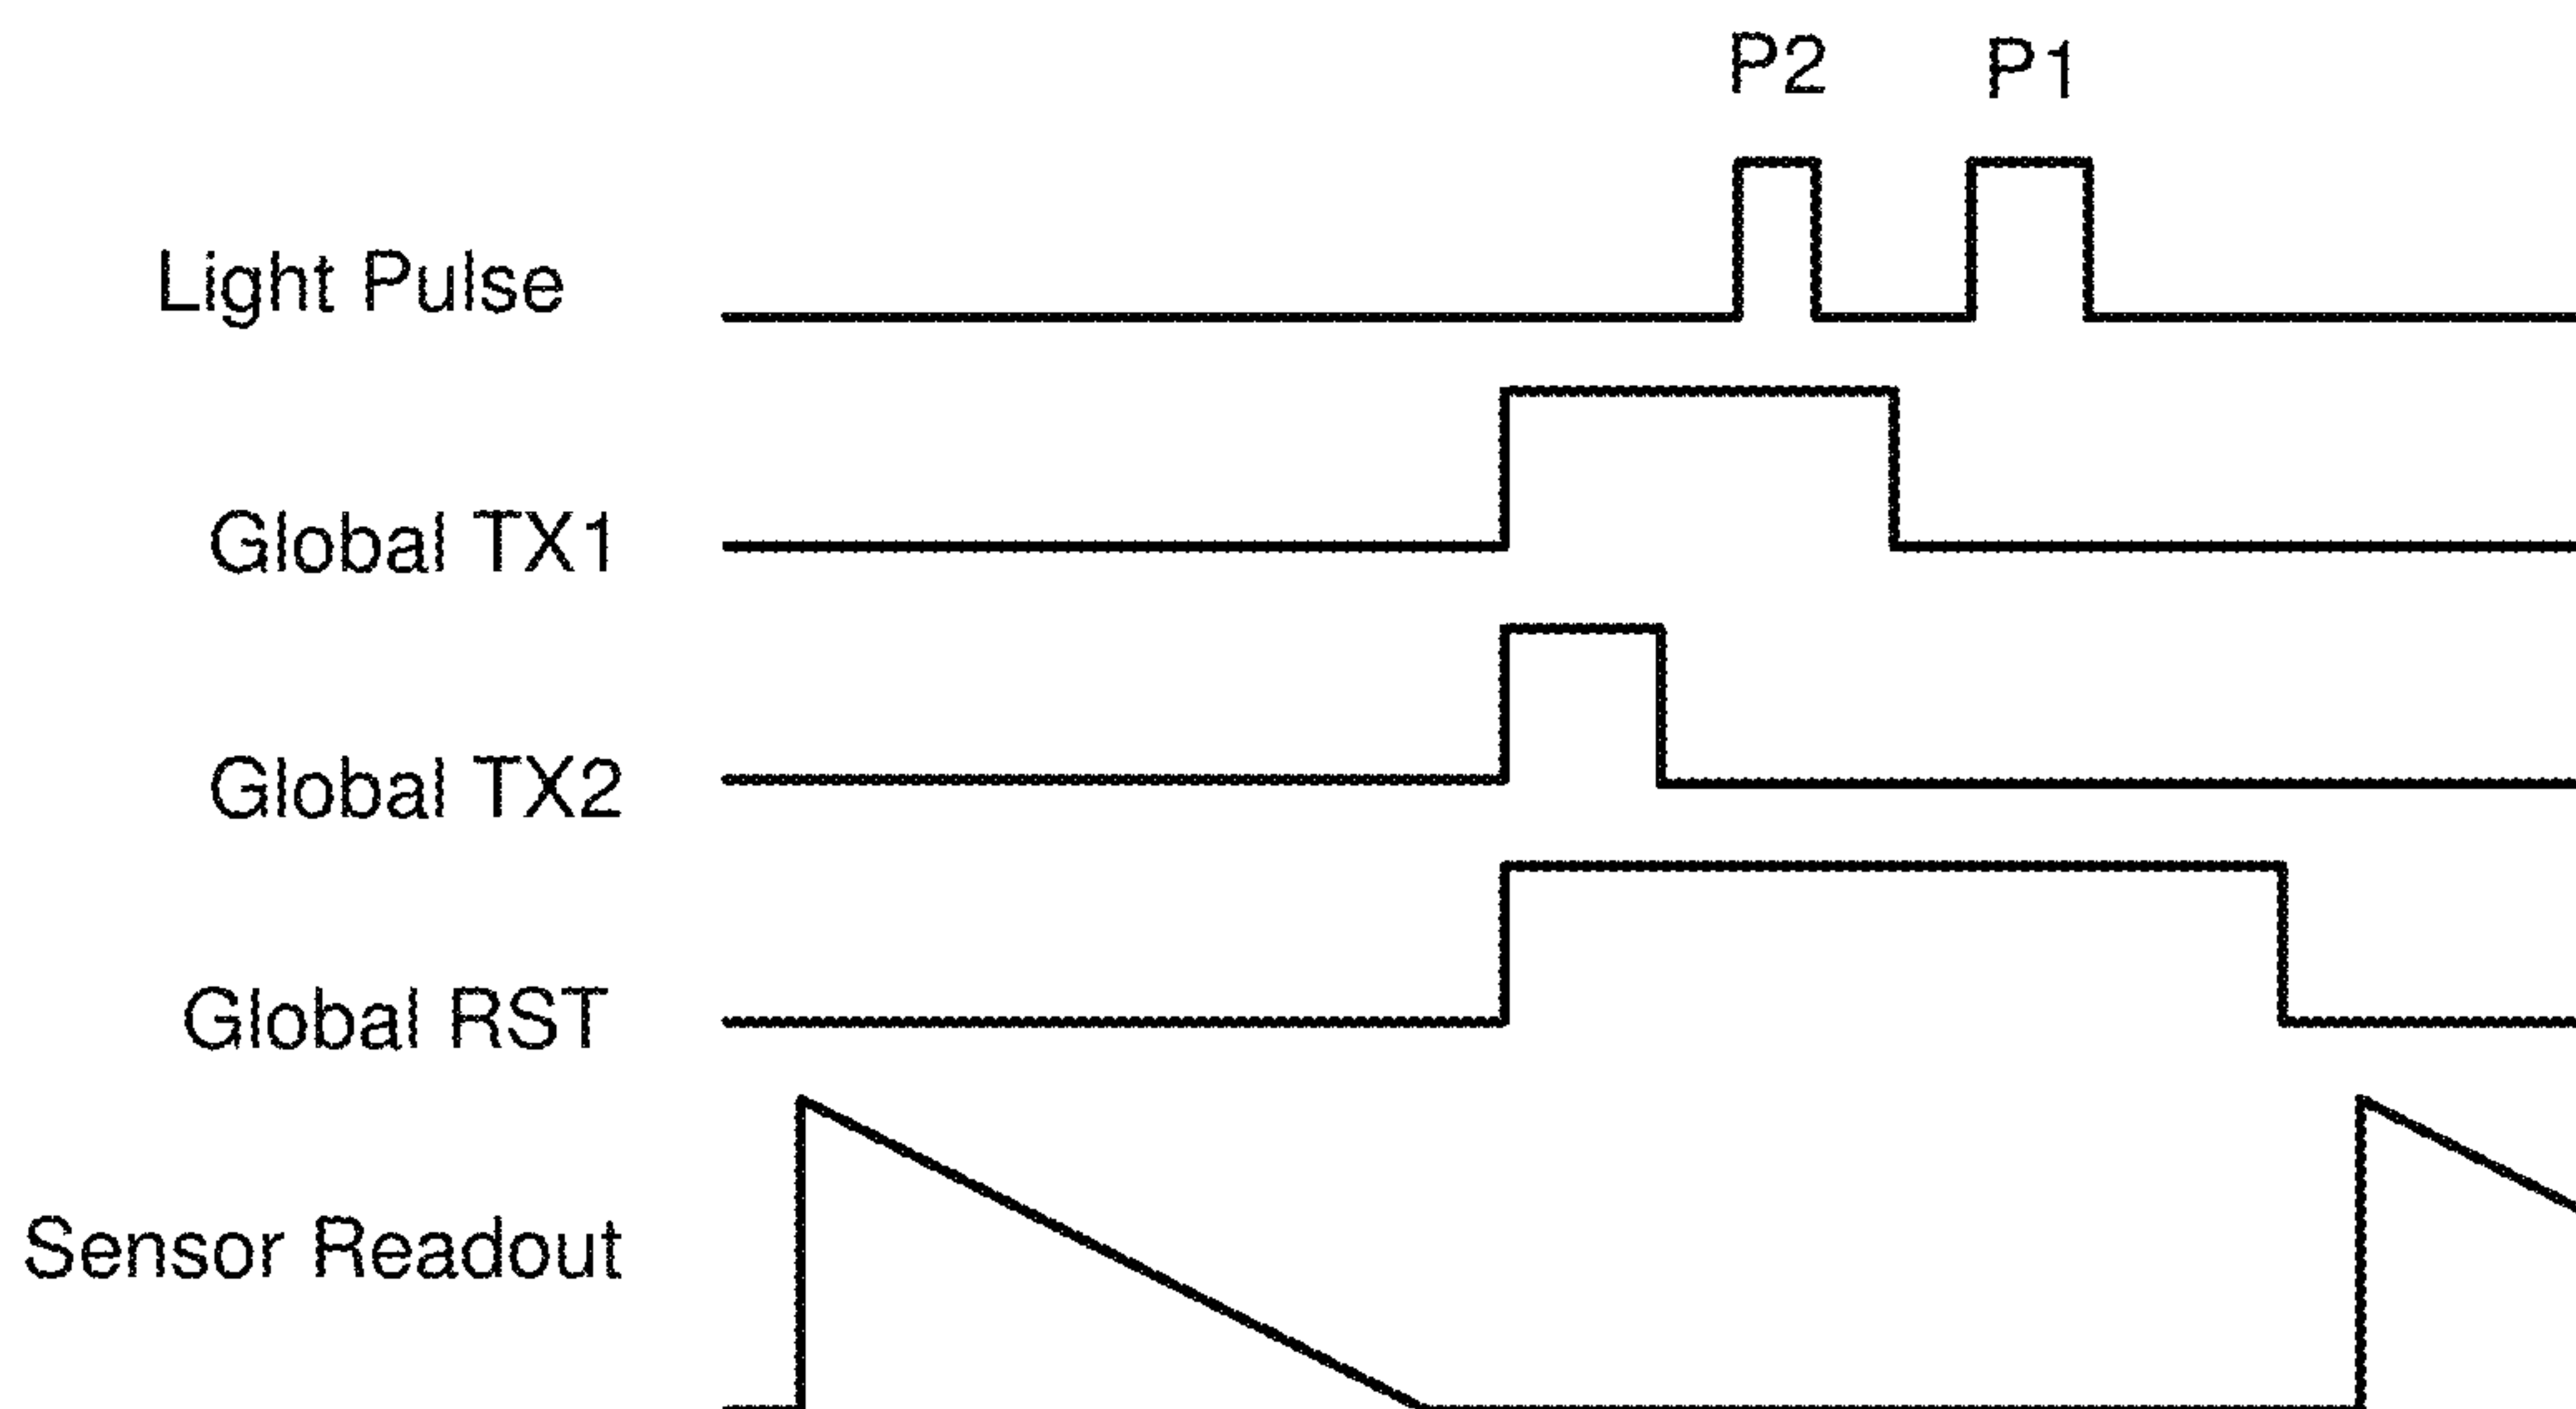 P2 P1
Light Pulse
Global TX1
Global TX2
Global RST
Sensor Readout